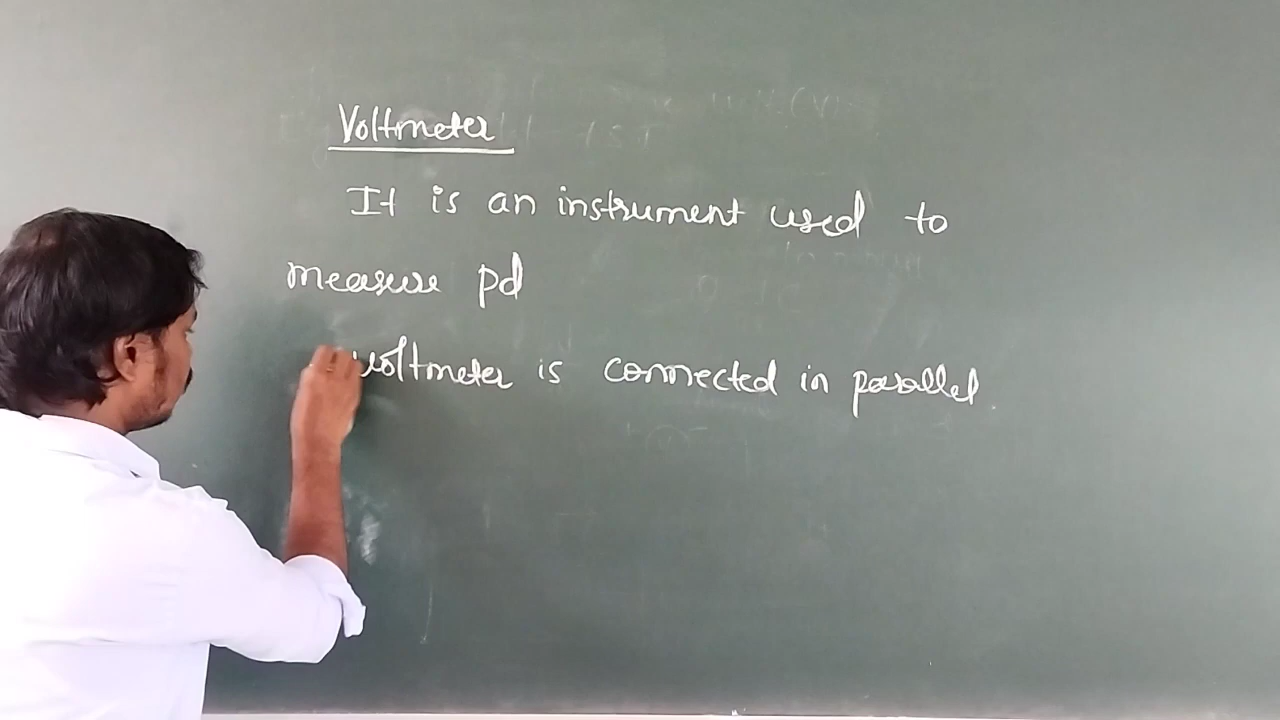 Voltmeter
It is an instrument used to
measure pd
voltmeter is connected in parallel